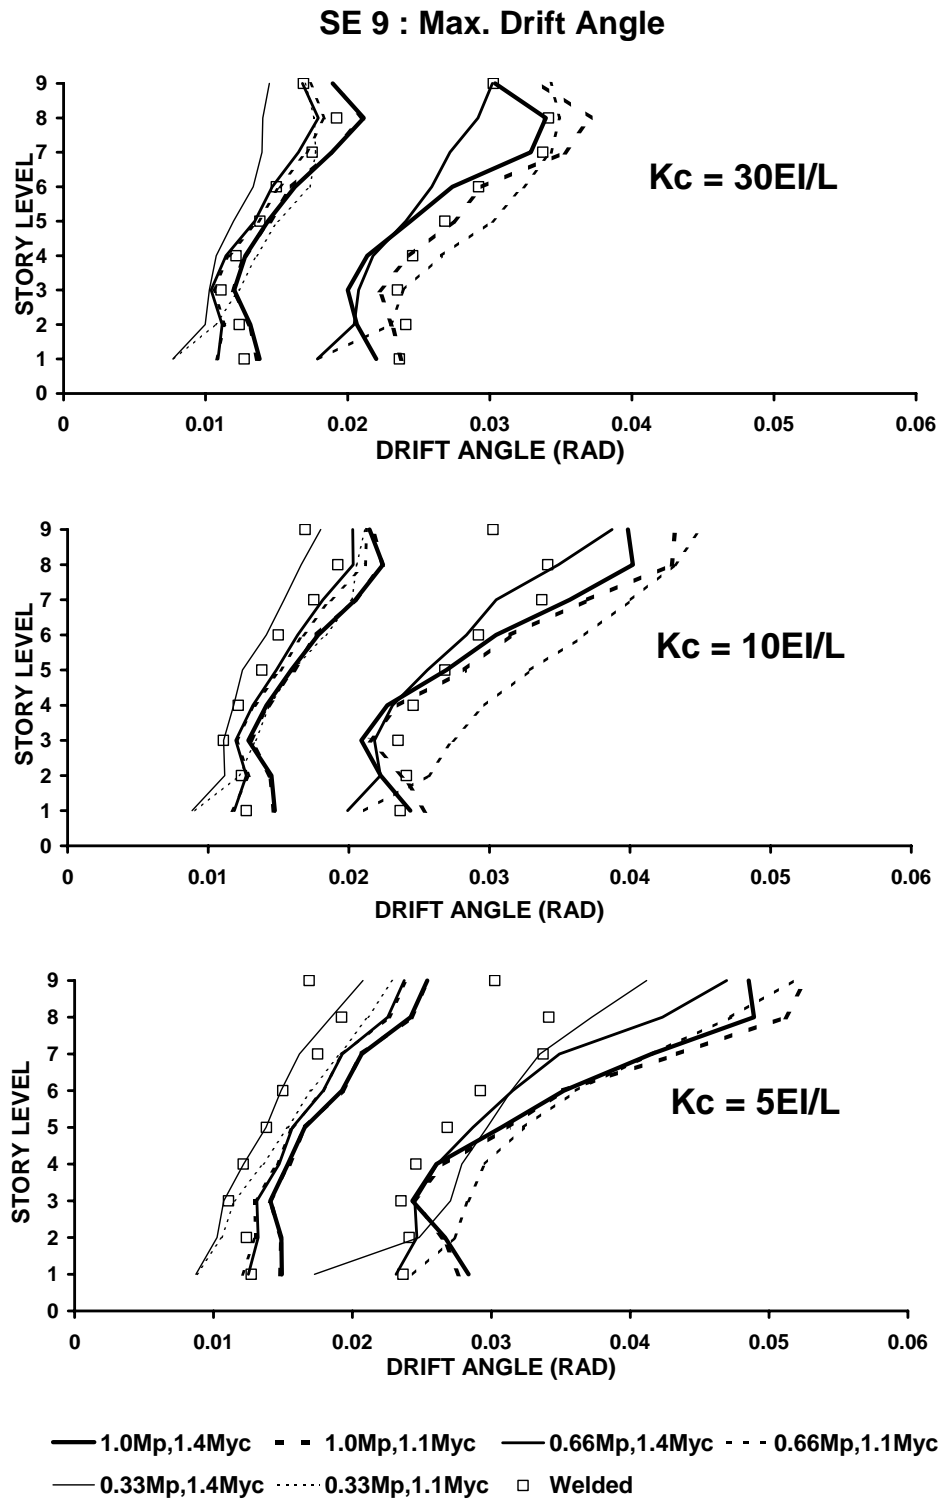 SE 9 : Max. Drift Angle
9
8
7
6
5
4
3
2
1
0
STORY LEVEL
Kc = 30EI/L
0 0.01 0.02 0.03 0.04 0.05 0.06
DRIFT ANGLE (RAD)
9
8
7
6
5
4
3
2
1
0
STORY LEVEL
Kc = 10EI/L
0 0.01 0.02 0.03 0.04 0.05 0.06
DRIFT ANGLE (RAD)
9
8
7
6
5
4
3
2
1
0
STORY LEVEL
Kc = 5EI/L
0 0.01 0.02 0.03 0.04 0.05 0.06
DRIFT ANGLE (RAD)
1.0Mp,1.4Myc 1.0Mp,1.1Myc 0.66Mp,1.4Myc 0.66Mp,1.1Myc
0.33Mp,1.4Myc 0.33Mp,1.1Myc Welded